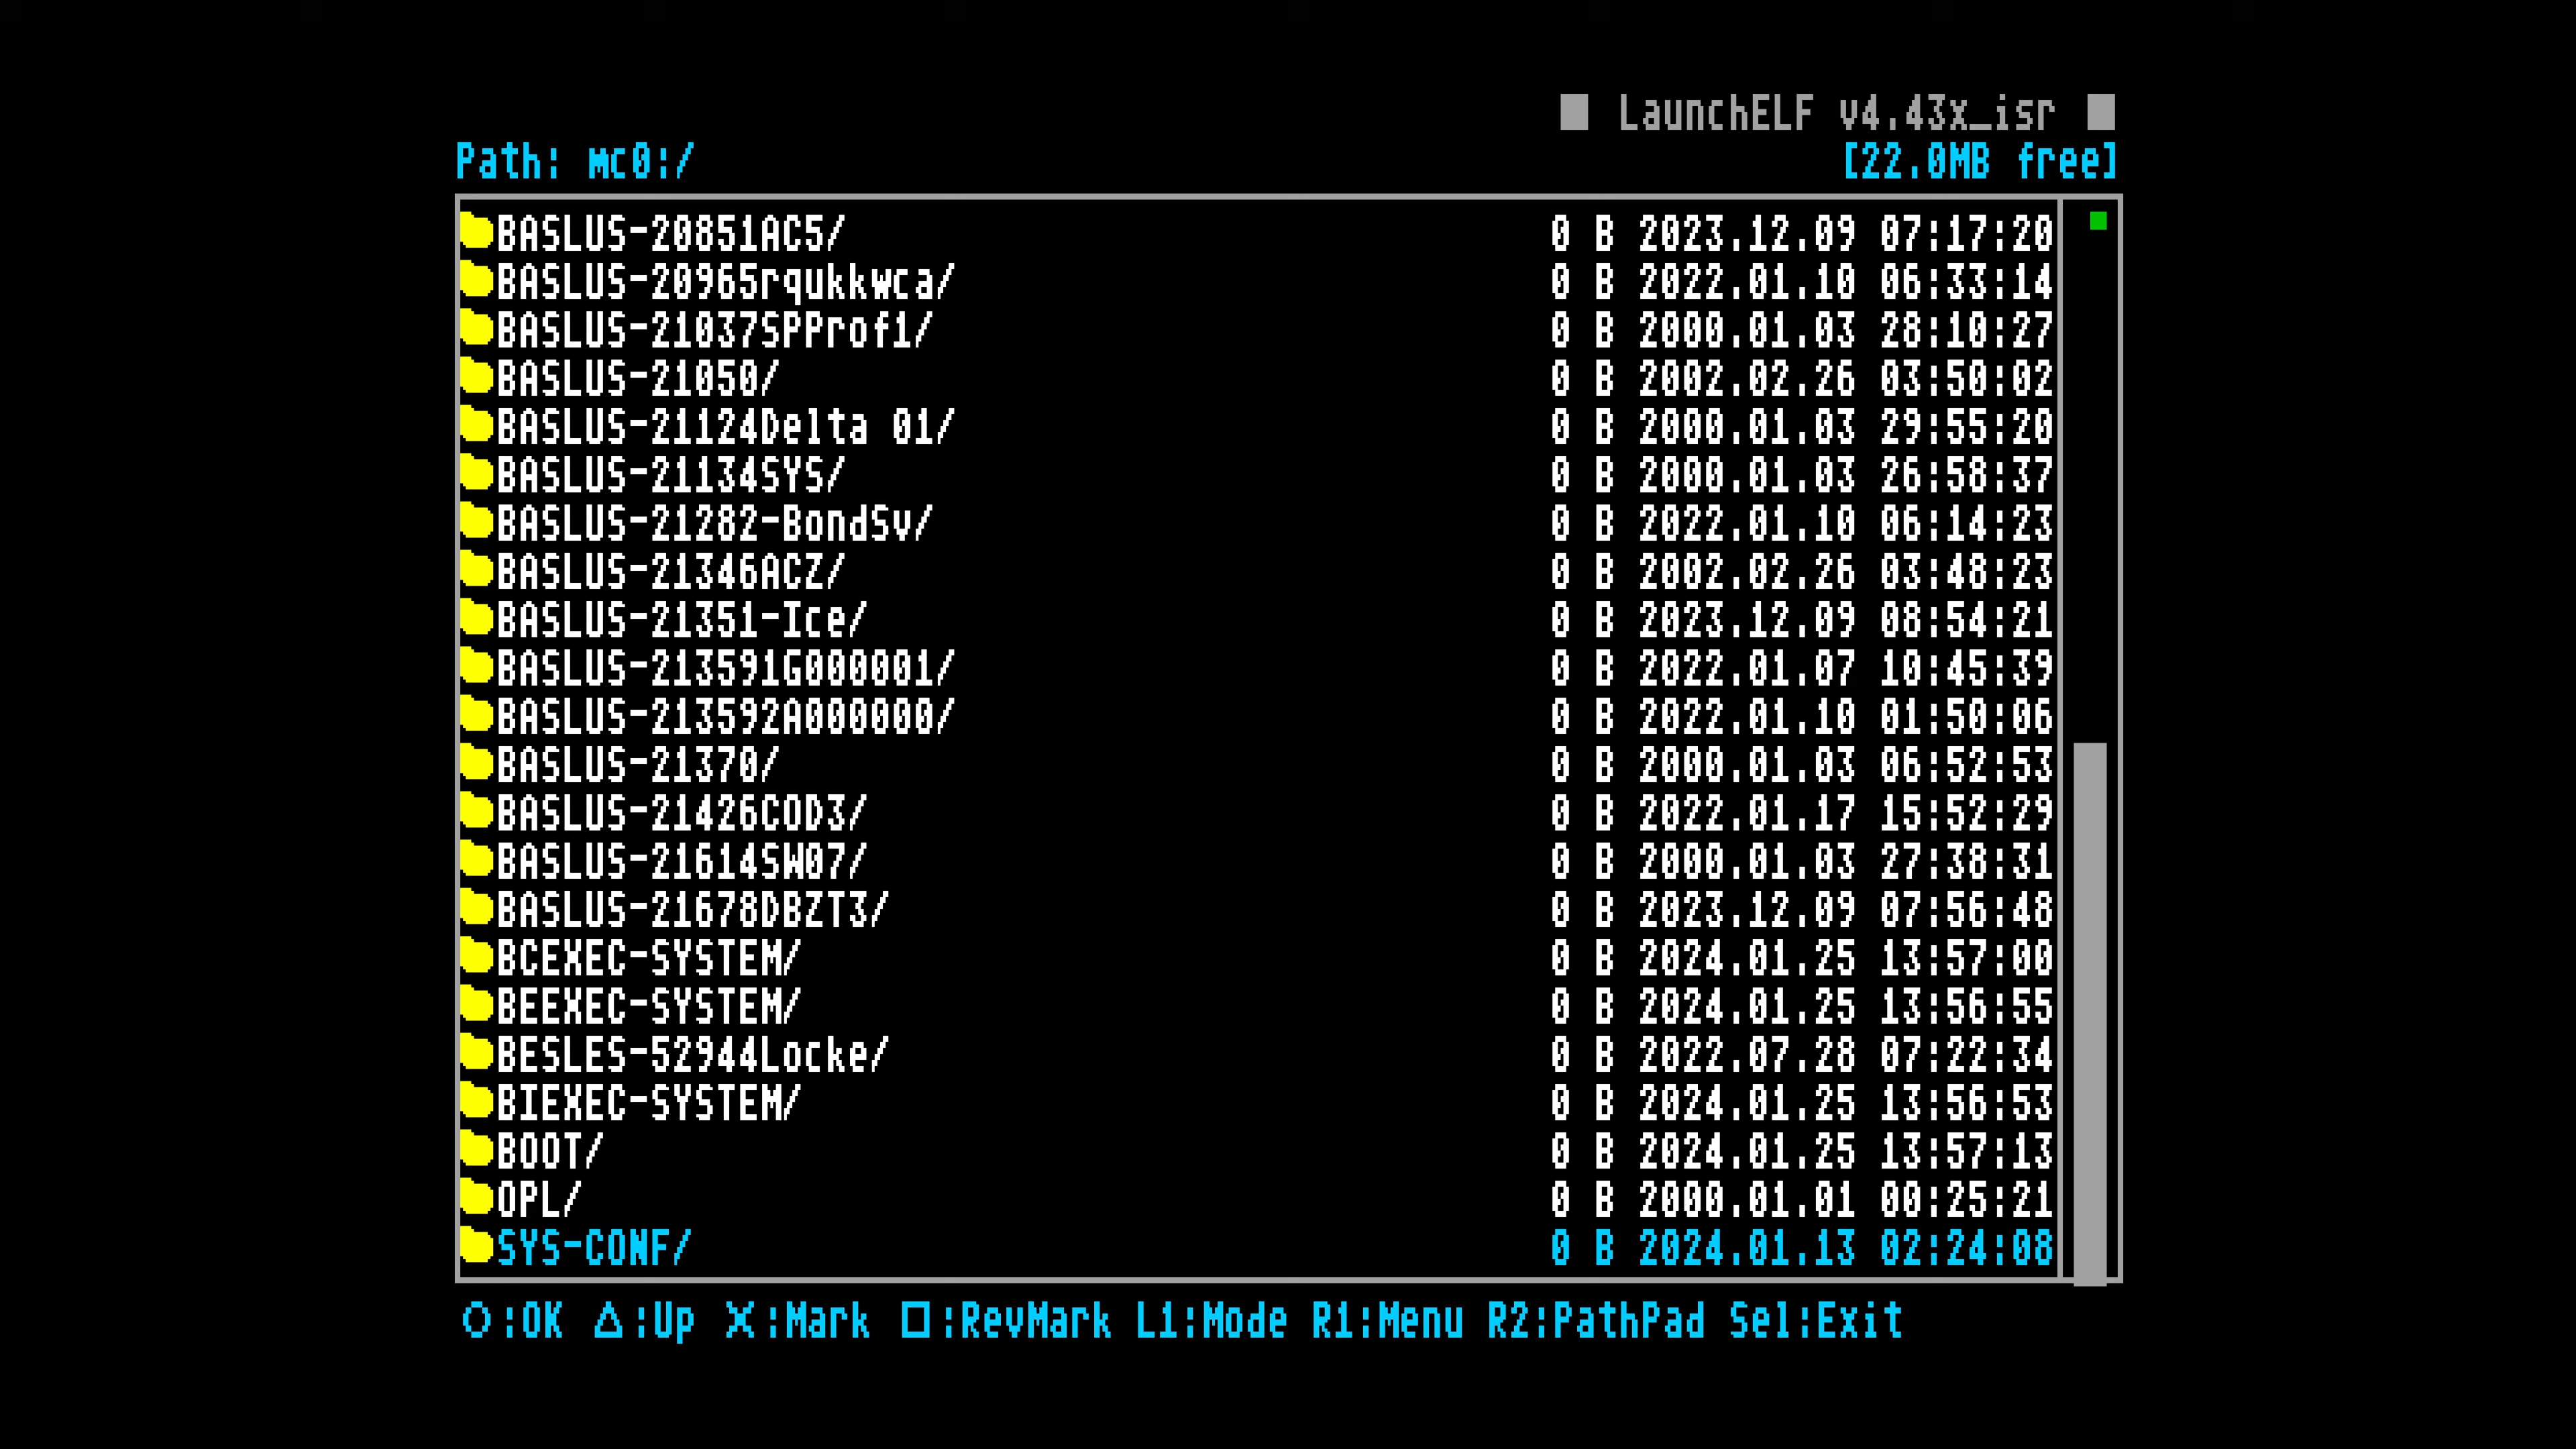 LaunchELF v4.43x_isr
Path: mc0:/ [22.0MB free]
BASLUS-20851AC5/ 0 B 2023.12.09 07:17:20
BASLUS-20965rqukkwca/ 0 B 2022.01.10 06:33:14
BASLUS-21037SPProf1/ 0 B 2000.01.03 28:10:27
BASLUS-21050/ 0 B 2002.02.26 03:50:02
BASLUS-21124Delta 01/ 0 B 2000.01.03 29:55:20
BASLUS-21134SYS/ 0 B 2000.01.03 26:58:37
BASLUS-21282-BondSv/ 0 B 2022.01.10 06:14:23
BASLUS-21346ACZ/ 0 B 2002.02.26 03:48:23
BASLUS-21351-Ice/ 0 B 2023.12.09 08:54:21
BASLUS-213591G000001/ 0 B 2022.01.07 10:45:39
BASLUS-213592A000000/ 0 B 2022.01.10 01:50:06
BASLUS-21370/ 0 B 2000.01.03 06:52:53
BASLUS-21426COD3/ 0 B 2022.01.17 15:52:29
BASLUS-21614SW07/ 0 B 2000.01.03 27:38:31
BASLUS-21678DBZT3/ 0 B 2023.12.09 07:56:48
BCEXEC-SYSTEM/ 0 B 2024.01.25 13:57:00
BEEXEC-SYSTEM/ 0 B 2024.01.25 13:56:55
BESLES-52944Locke/ 0 B 2022.07.28 07:22:34
BIEXEC-SYSTEM/ 0 B 2024.01.25 13:56:53
BOOT/ 0 B 2024.01.25 13:57:13
OPL/ 0 B 2000.01.01 00:25:21
SYS-CONF/ 0 B 2024.01.13 02:24:08
○:OK △:Up X:Mark □:RevMark L1:Mode R1:Menu R2:PathPad Sel:Exit